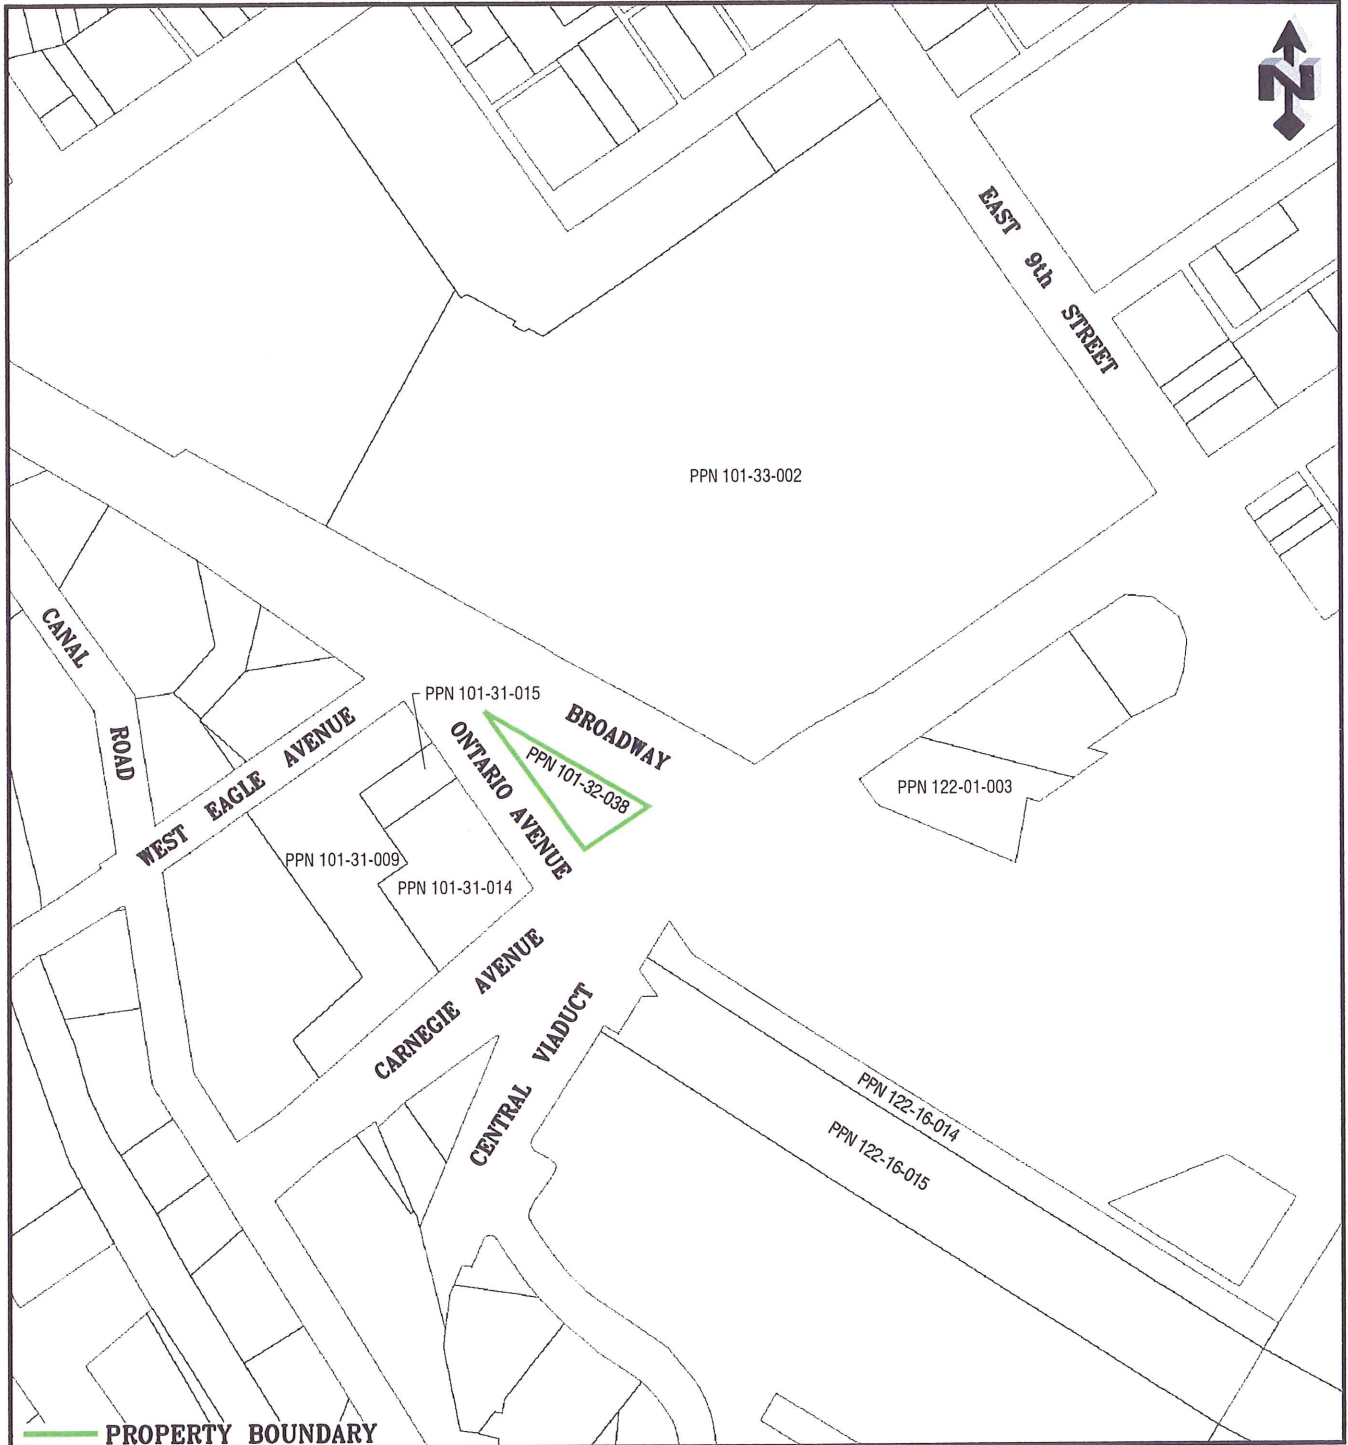 N
EAST 9th STREET
PPN 101-33-002
CANAL ROAD
PPN 101-31-015
BROADWAY
WEST EAGLE AVENUE
ONTARIO AVENUE
PPN 101-32-038
PPN 122-01-003
PPN 101-31-009
PPN 101-31-014
CARNEGIE AVENUE
CENTRAL VIADUCT
PPN 122-16-014
PPN 122-16-015
PROPERTY BOUNDARY